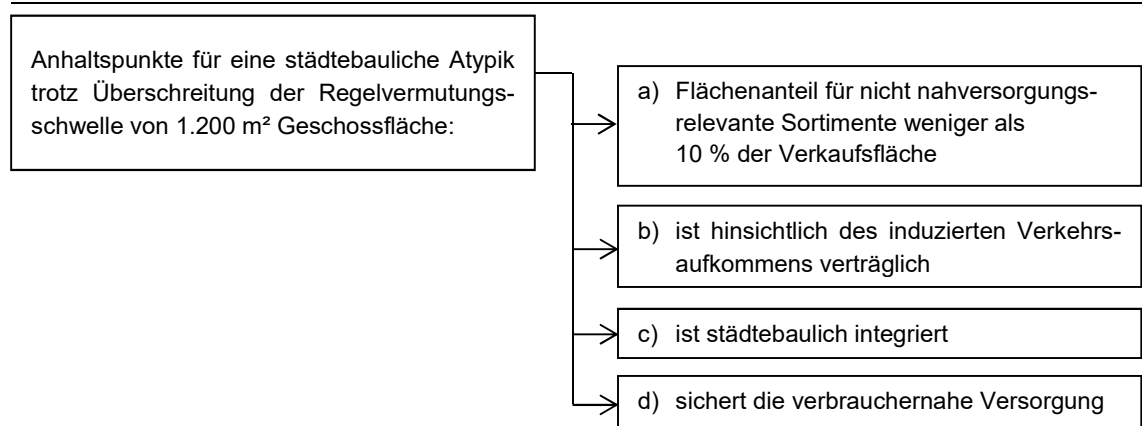 Anhaltspunkte für eine städtebauliche Atypik
trotz Überschreitung der Regelvermutungs-
schwelle von 1.200 m² Geschossfläche:
a) Flächenanteil für nicht nahversorgungs-
relevante Sortimente weniger als
10 % der Verkaufsfläche
b) ist hinsichtlich des induzierten Verkehrs-
aufkommens verträglich
c) ist städtebaulich integriert
d) sichert die verbrauchernahe Versorgung